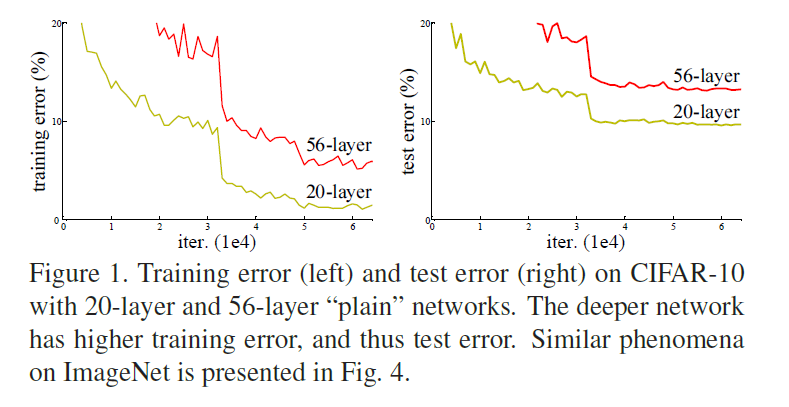 20
10
0
0 1 2 3 4 5 6
iter. (1e4)
training error (%)
56-layer
20-layer
20
10
0
0 1 2 3 4 5 6
iter. (1e4)
test error (%)
56-layer
20-layer
Figure 1. Training error (left) and test error (right) on CIFAR-10
with 20-layer and 56-layer “plain” networks. The deeper network
has higher training error, and thus test error. Similar phenomena
on ImageNet is presented in Fig. 4.